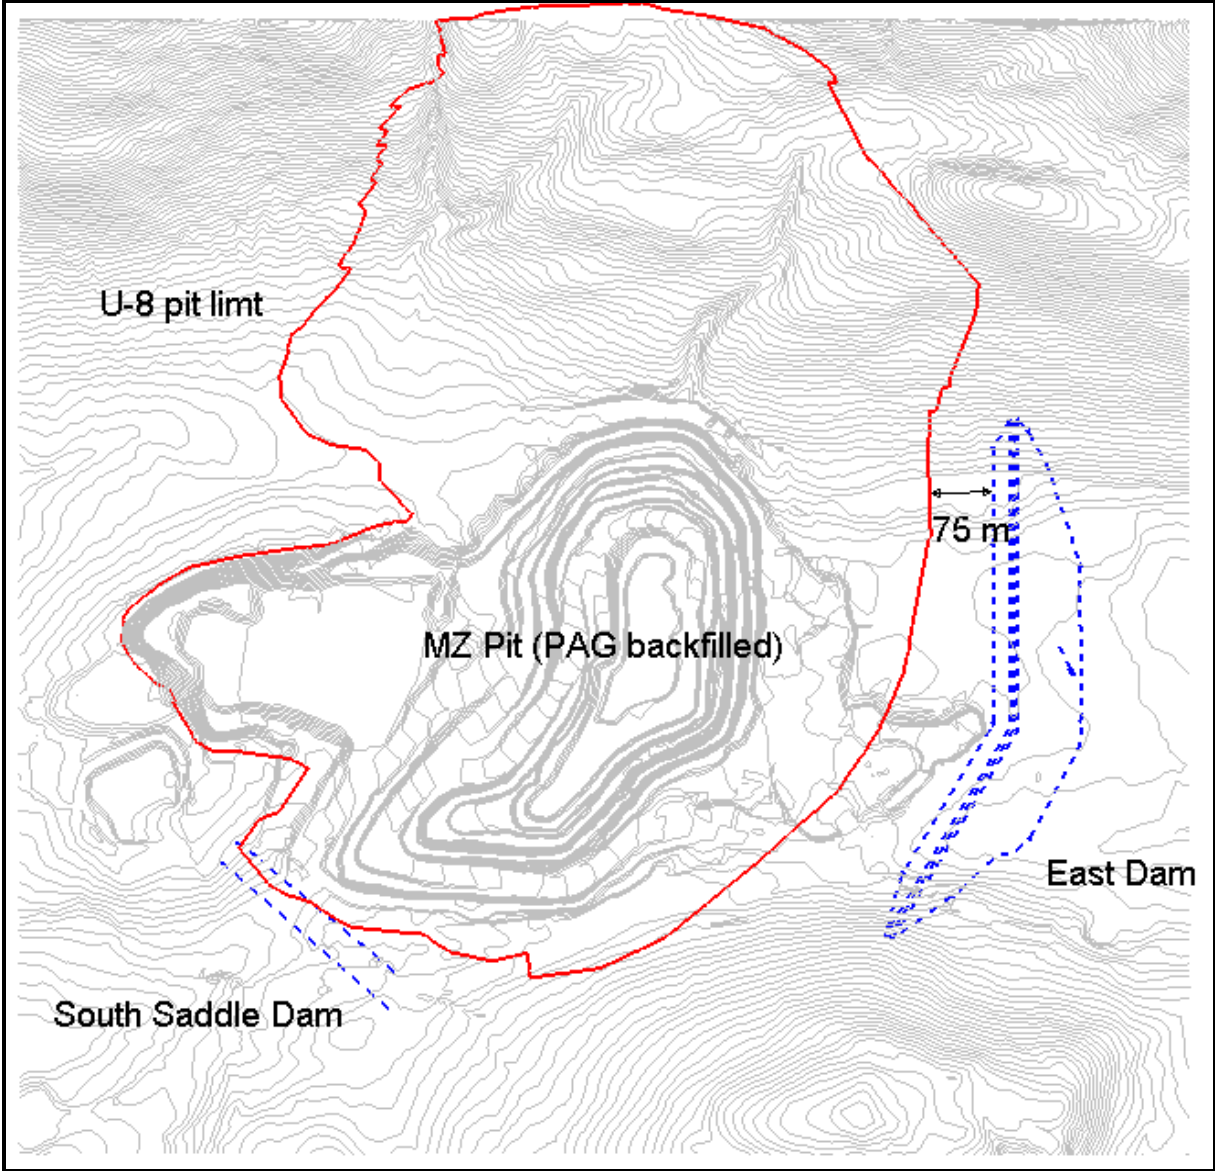 U-8 pit limt
75 m
MZ Pit (PAG backfilled)
East Dam
South Saddle Dam